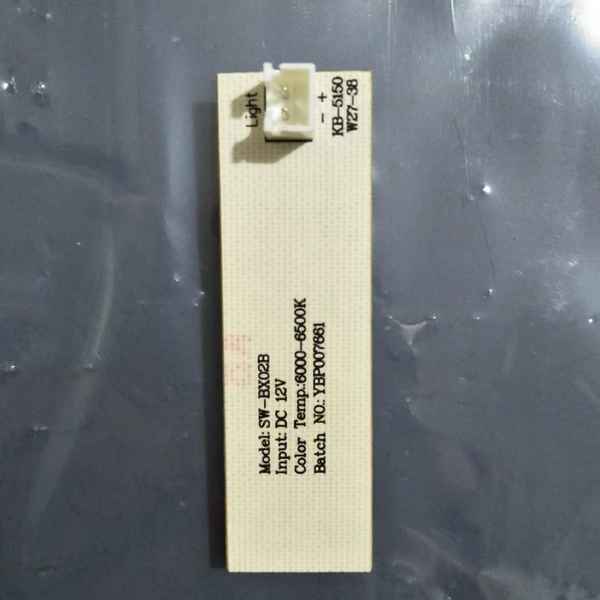 Light
- +
KB-5150
W27-38
Model: SW-BX02B
Input: DC 12V
Color Temp.:6000-6500K
Batch NO.: YBP007661